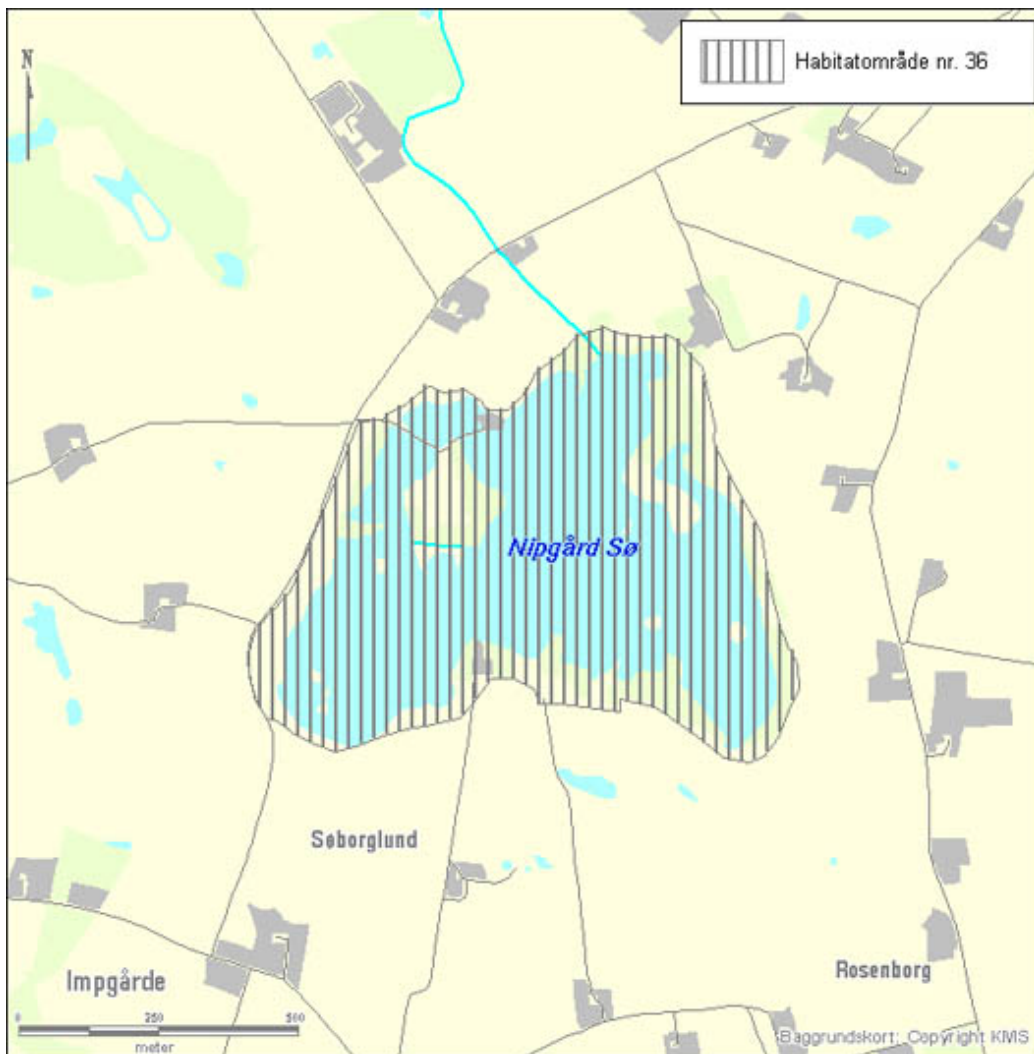 Habitatområde nr. 36
N
Nipgård Sø
Søborglund
Impgårde
Rosenborg
0 250 500
meter
Baggrundskort: Copyright KMS